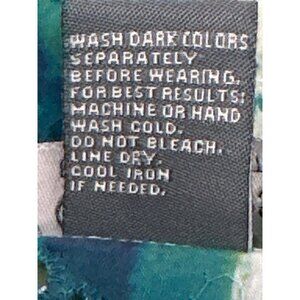 WASH DARK COLORS
SEPARATELY
BEFORE WEARING.
FOR BEST RESULTS:
MACHINE OR HAND
WASH COLD.
DO NOT BLEACH.
LINE DRY.
COOL IRON
IF NEEDED.